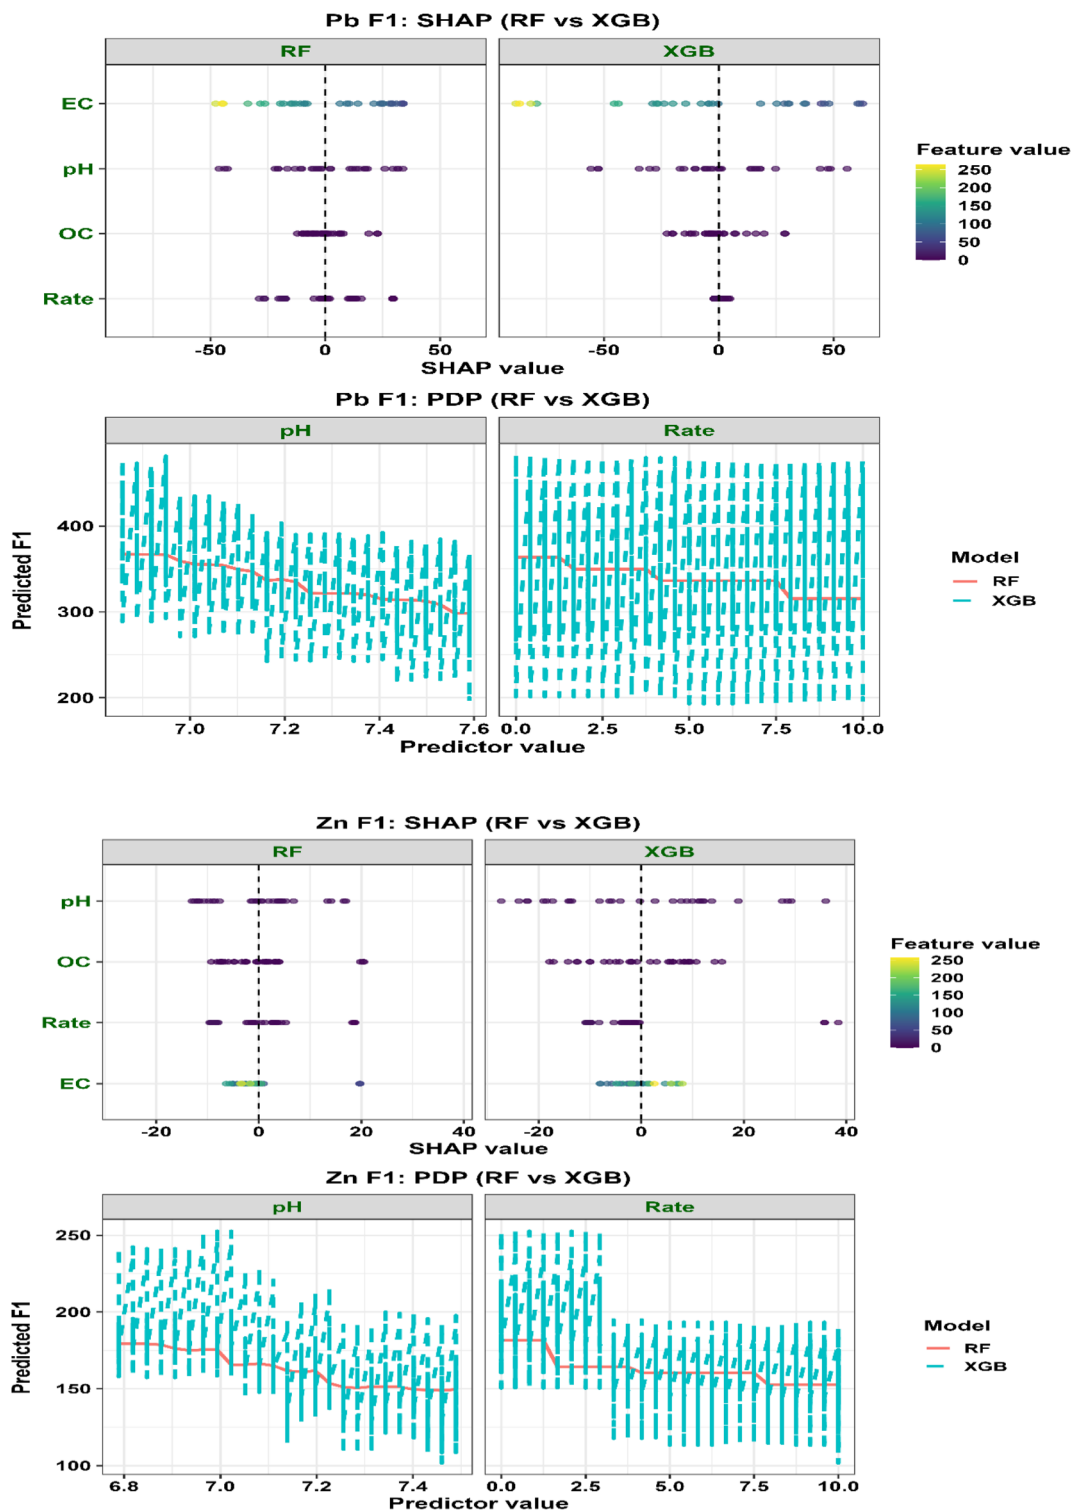 Pb F1: SHAP (RF vs XGB)
RF XGB
EC
pH
OC
Rate
-50 0 50 -50 0 50
SHAP value
Feature value
250
200
150
100
50
0
Pb F1: PDP (RF vs XGB)
pH Rate
Predicted F1
400
300
200
7.0 7.2 7.4 7.6 0.0 2.5 5.0 7.5 10.0
Predictor value
Model
RF
XGB
Zn F1: SHAP (RF vs XGB)
RF XGB
pH
OC
Rate
EC
-20 0 20 40 -20 0 20 40
SHAP value
Feature value
250
200
150
100
50
0
Zn F1: PDP (RF vs XGB)
pH Rate
Predicted F1
250
200
150
100
6.8 7.0 7.2 7.4 0.0 2.5 5.0 7.5 10.0
Predictor value
Model
RF
XGB